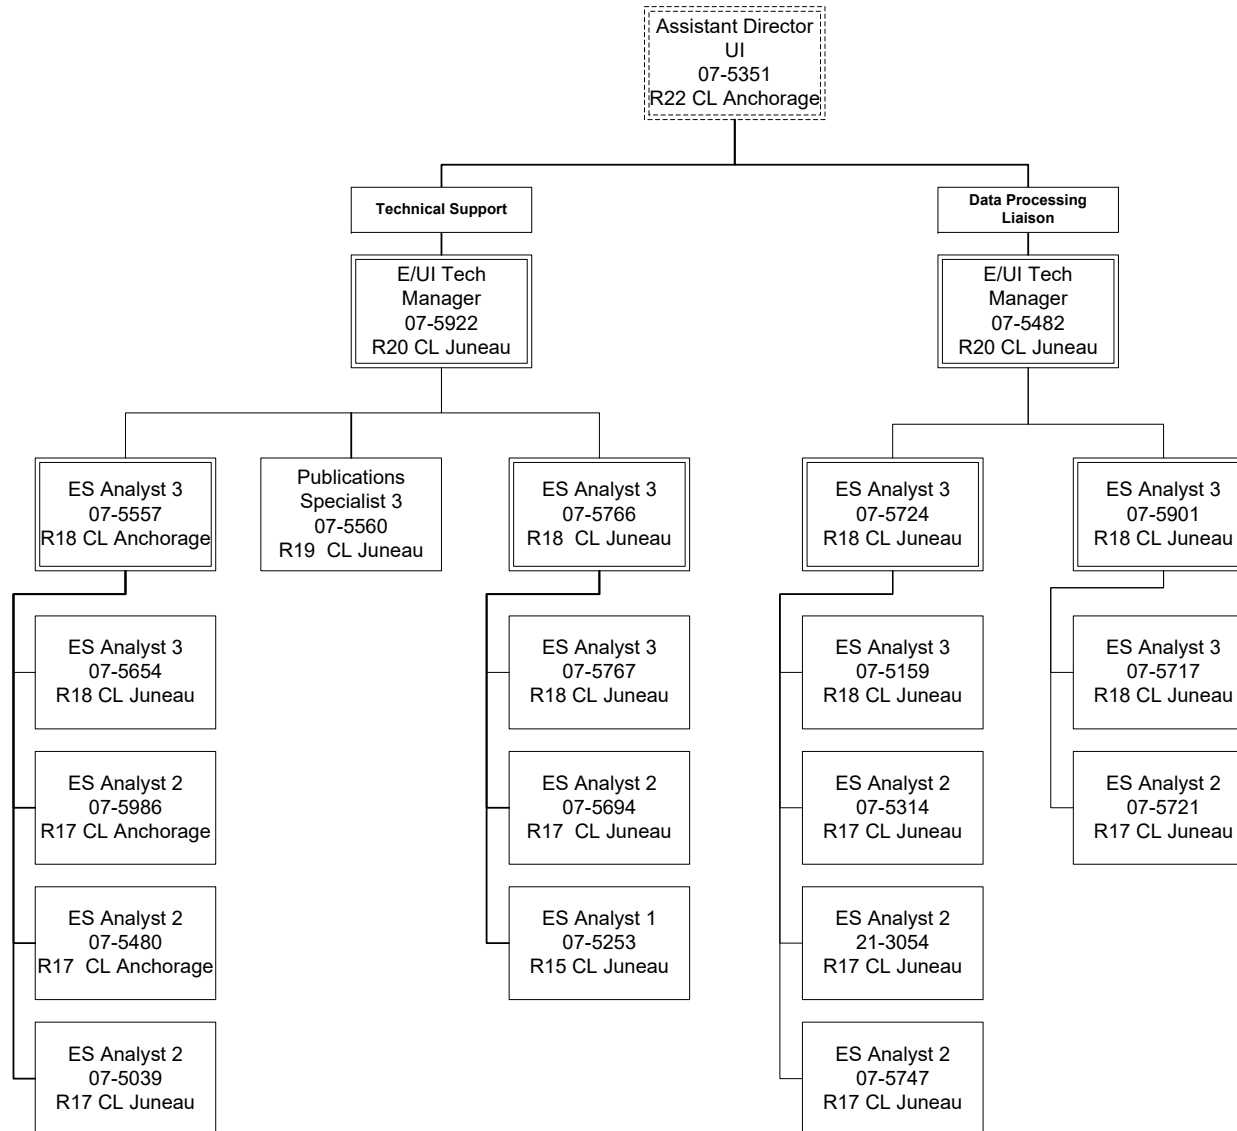 Assistant Director
UI
07-5351
R22 CL Anchorage
Technical Support
Data Processing
Liaison
E/UI Tech
Manager
07-5922
R20 CL Juneau
E/UI Tech
Manager
07-5482
R20 CL Juneau
ES Analyst 3
07-5557
R18 CL Anchorage
Publications
Specialist 3
07-5560
R19  CL Juneau
ES Analyst 3
07-5766
R18  CL Juneau
ES Analyst 3
07-5724
R18 CL Juneau
ES Analyst 3
07-5901
R18 CL Juneau
ES Analyst 3
07-5654
R18 CL Juneau
ES Analyst 3
07-5767
R18 CL Juneau
ES Analyst 3
07-5159
R18 CL Juneau
ES Analyst 3
07-5717
R18 CL Juneau
ES Analyst 2
07-5986
R17 CL Anchorage
ES Analyst 2
07-5694
R17  CL Juneau
ES Analyst 2
07-5314
R17 CL Juneau
ES Analyst 2
07-5721
R17 CL Juneau
ES Analyst 2
07-5480
R17  CL Anchorage
ES Analyst 1
07-5253
R15 CL Juneau
ES Analyst 2
21-3054
R17 CL Juneau
ES Analyst 2
07-5039
R17 CL Juneau
ES Analyst 2
07-5747
R17 CL Juneau